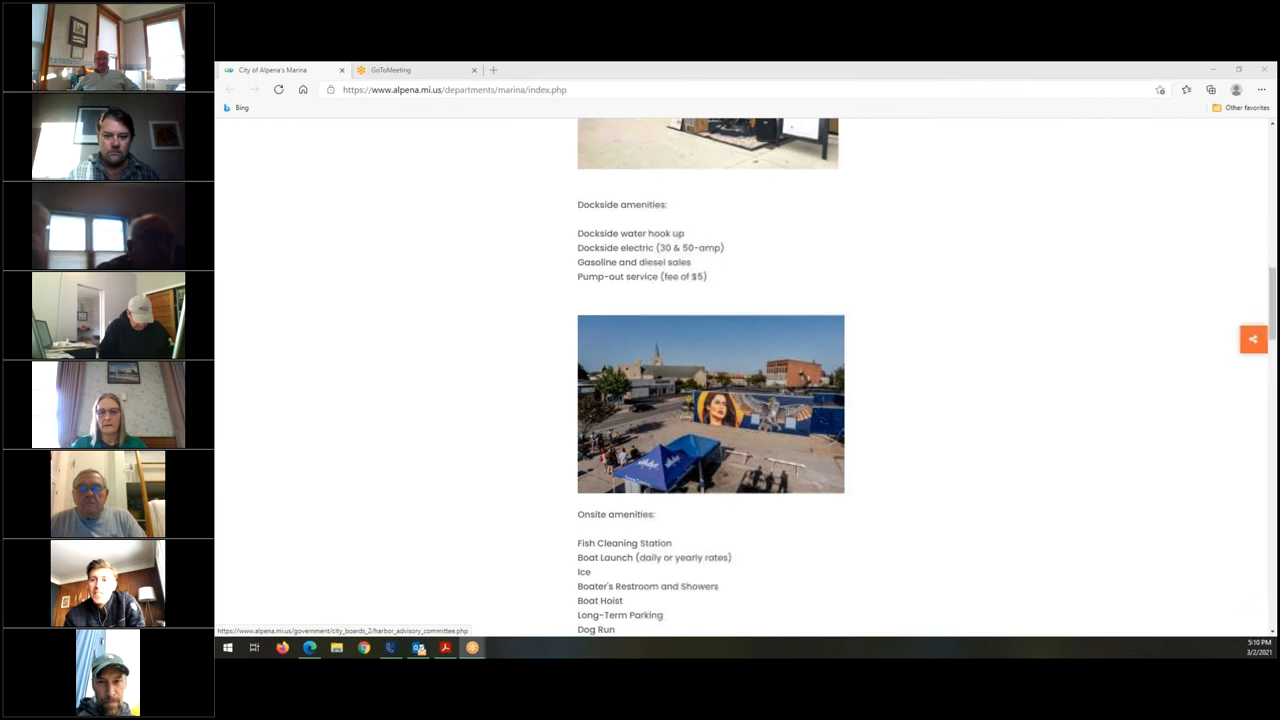 City of Alpena's Marina
GoToMeeting
https://www.alpena.mi.us/departments/marina/index.php
Bing
Other favorites
Dockside amenities:
Dockside water hook up
Dockside electric (30 & 50-amp)
Gasoline and diesel sales
Pump-out service (fee of $5)
Onsite amenities:
Fish Cleaning Station
Boat Launch (daily or yearly rates)
Ice
Boater's Restroom and Showers
Boat Hoist
Long-Term Parking
Dog Run
https://www.alpena.mi.us/government/city_boards_2/harbor_advisory_committee.php
5:10 PM
3/2/2021